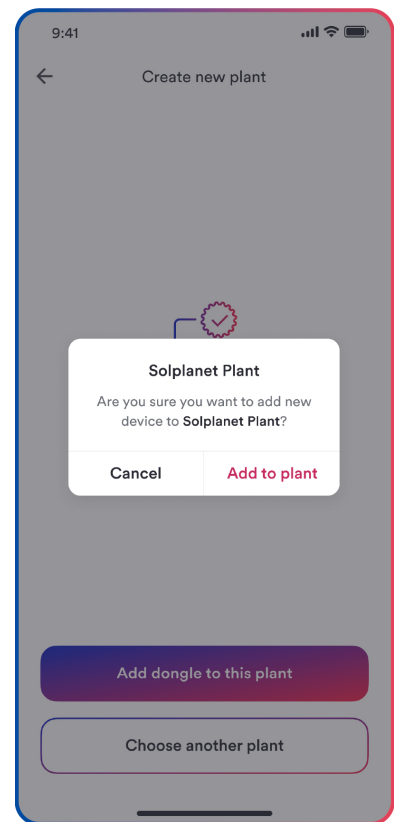 9:41
Create new plant
Solplanet Plant
Are you sure you want to add new
device to Solplanet Plant?
Cancel
Add to plant
Add dongle to this plant
Choose another plant